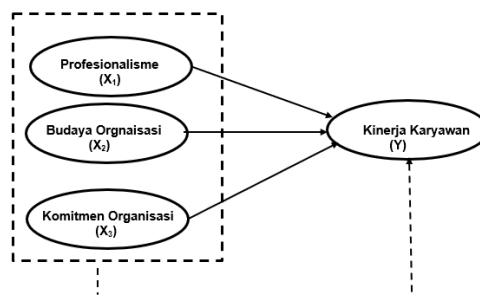 Profesionalisme
(X₁)
Budaya Orgnaisasi
(X₂)
Kinerja Karyawan
(Y)
Komitmen Organisasi
(X₃)